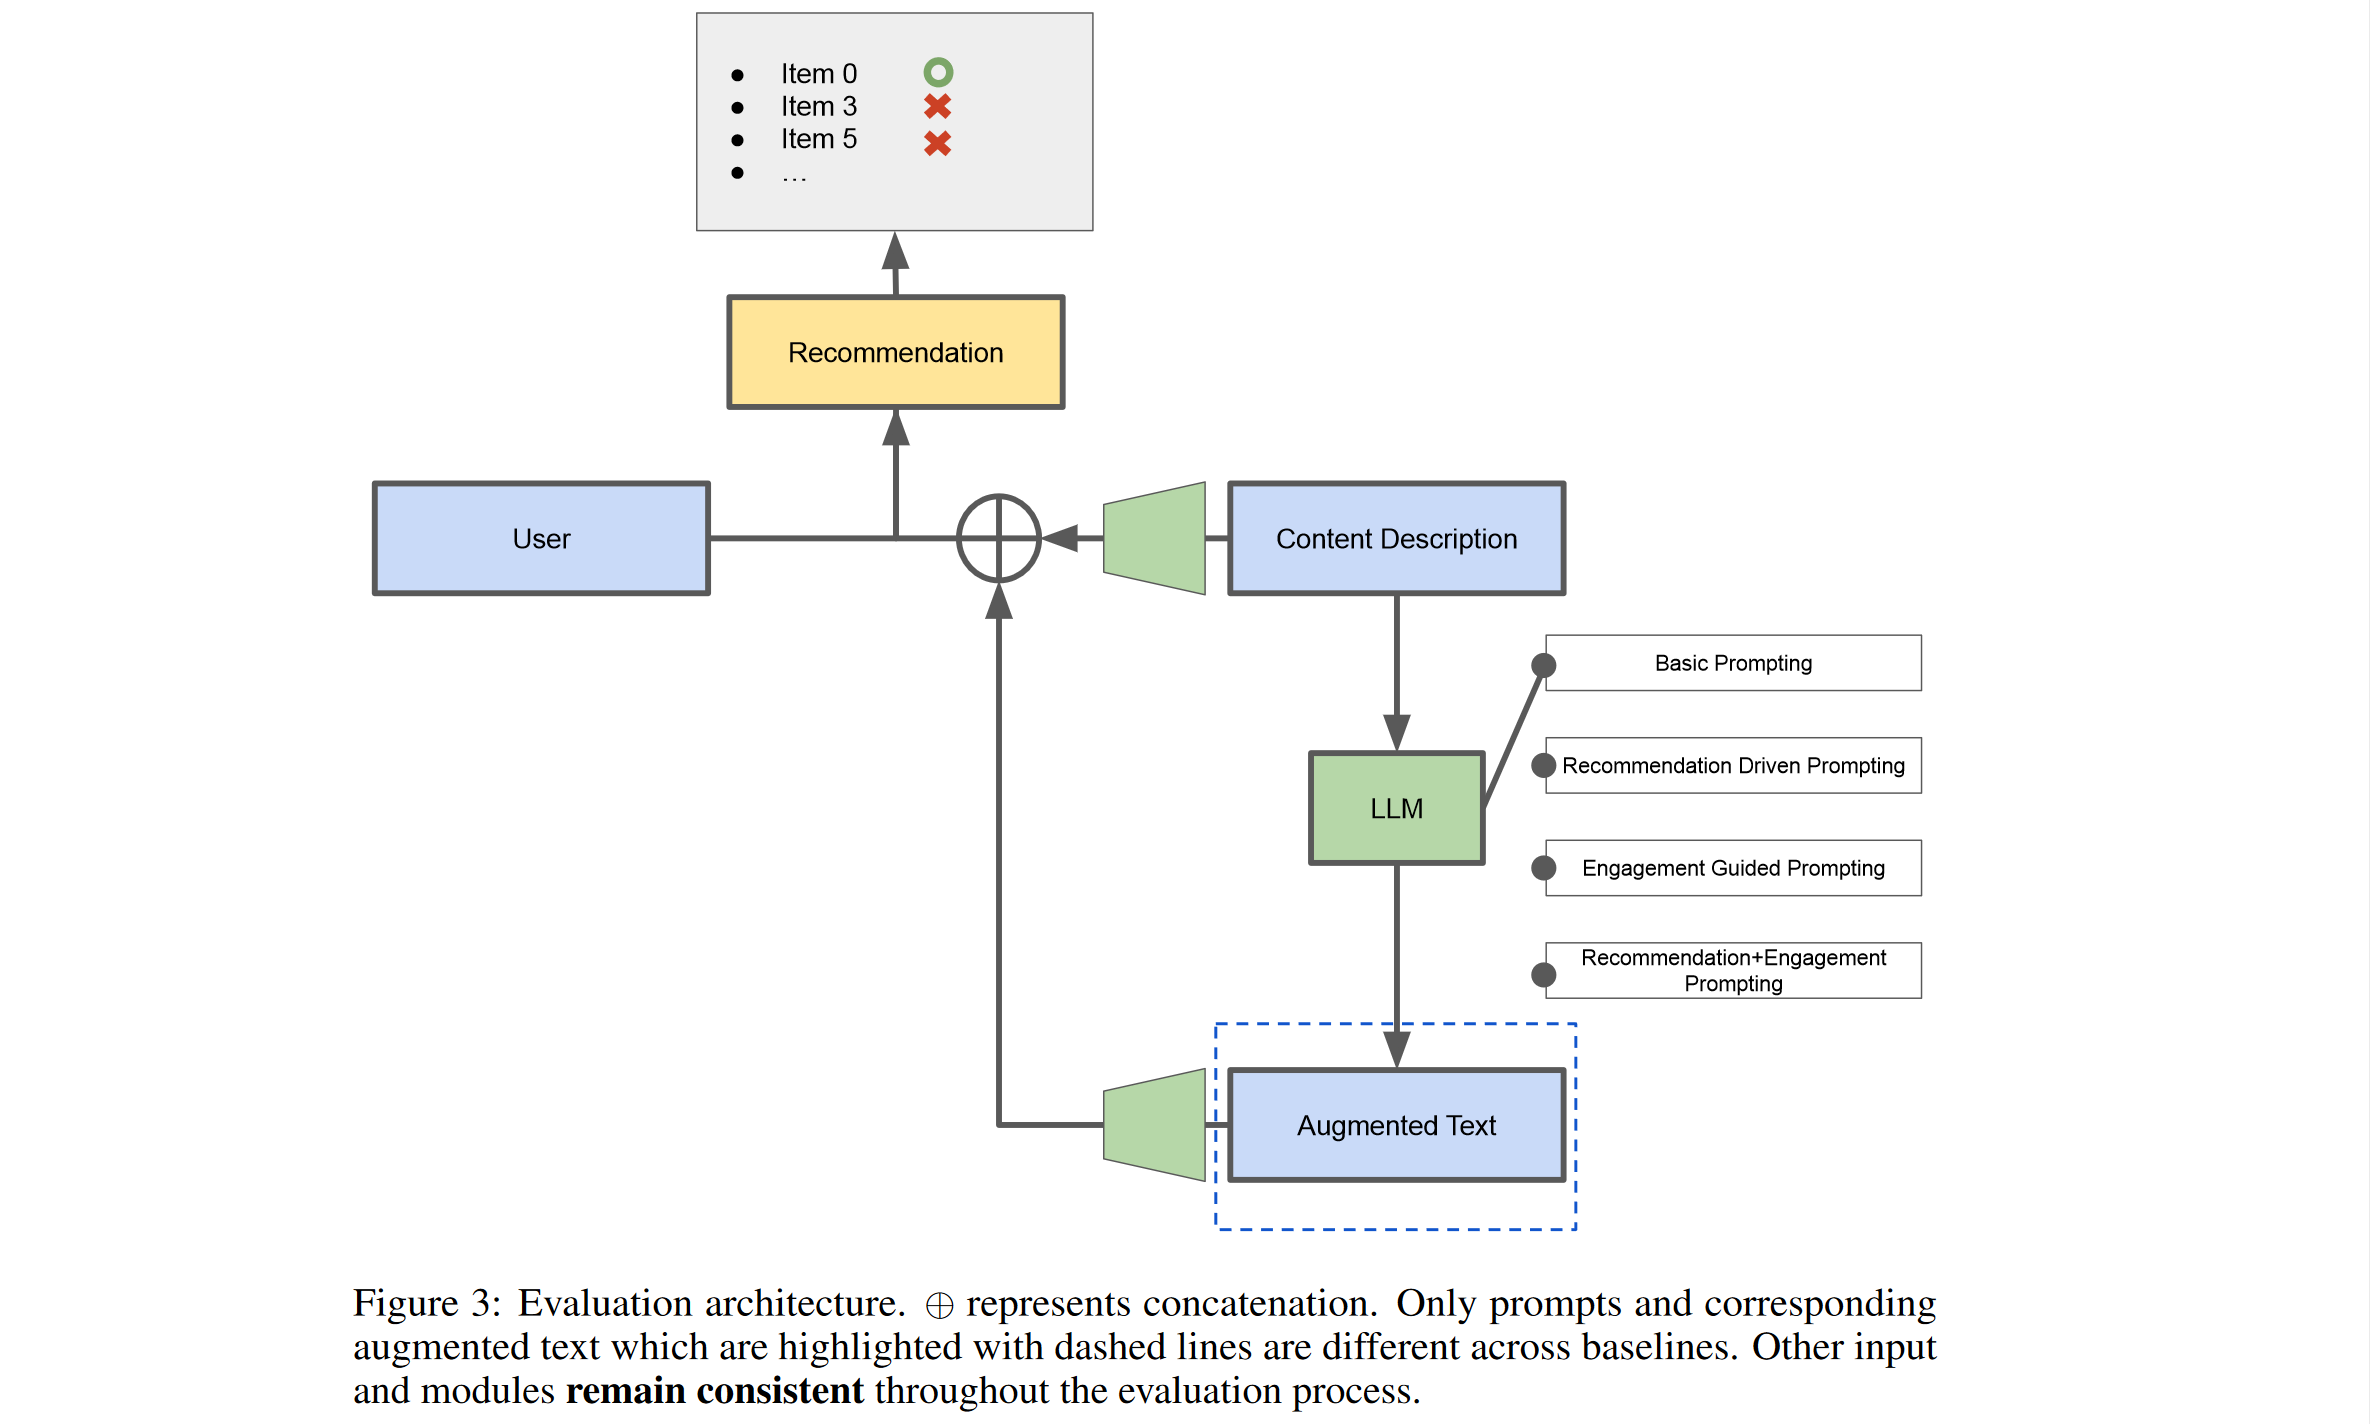 Item 0
Item 3
Item 5
...
Recommendation
User
Content Description
Basic Prompting
Recommendation Driven Prompting
LLM
Engagement Guided Prompting
Recommendation+Engagement
Prompting
Augmented Text
Figure 3: Evaluation architecture. ⊕ represents concatenation. Only prompts and corresponding
augmented text which are highlighted with dashed lines are different across baselines. Other input
and modules remain consistent throughout the evaluation process.